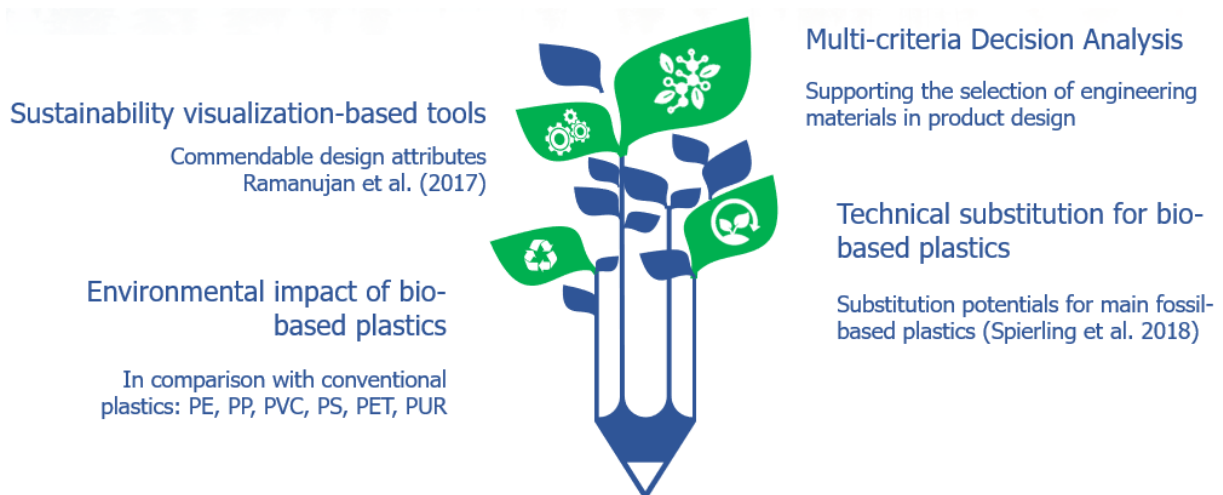 Sustainability visualization-based tools
Commendable design attributes
Ramanujan et al. (2017)
Environmental impact of bio-
based plastics
In comparison with conventional
plastics: PE, PP, PVC, PS, PET, PUR
Multi-criteria Decision Analysis
Supporting the selection of engineering
materials in product design
Technical substitution for bio-
based plastics
Substitution potentials for main fossil-
based plastics (Spierling et al. 2018)